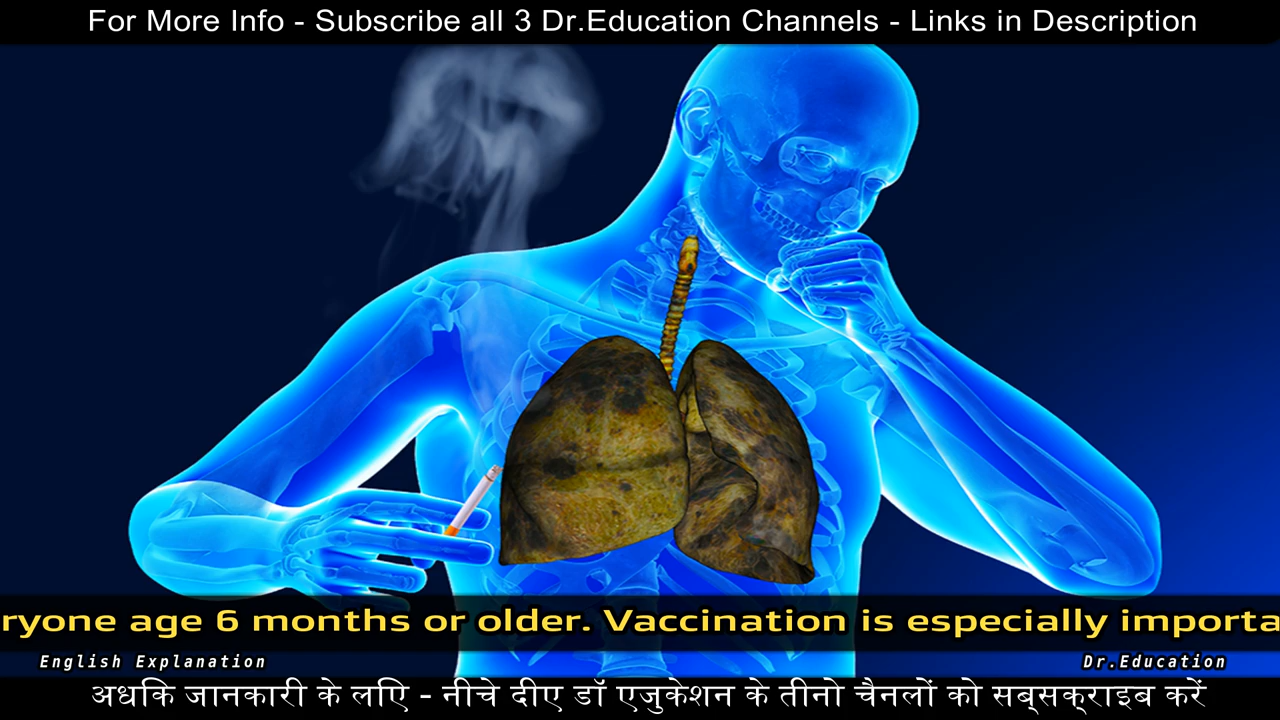 For More Info - Subscribe all 3 Dr.Education Channels - Links in Description
ryone age 6 months or older. Vaccination is especially importa
English Explanation
Dr.Education
अधकि जानकारी के लएि - नीचे दीए डॉ एजुकेशन के तीनो चैनलों को सब्सक्राइब करें